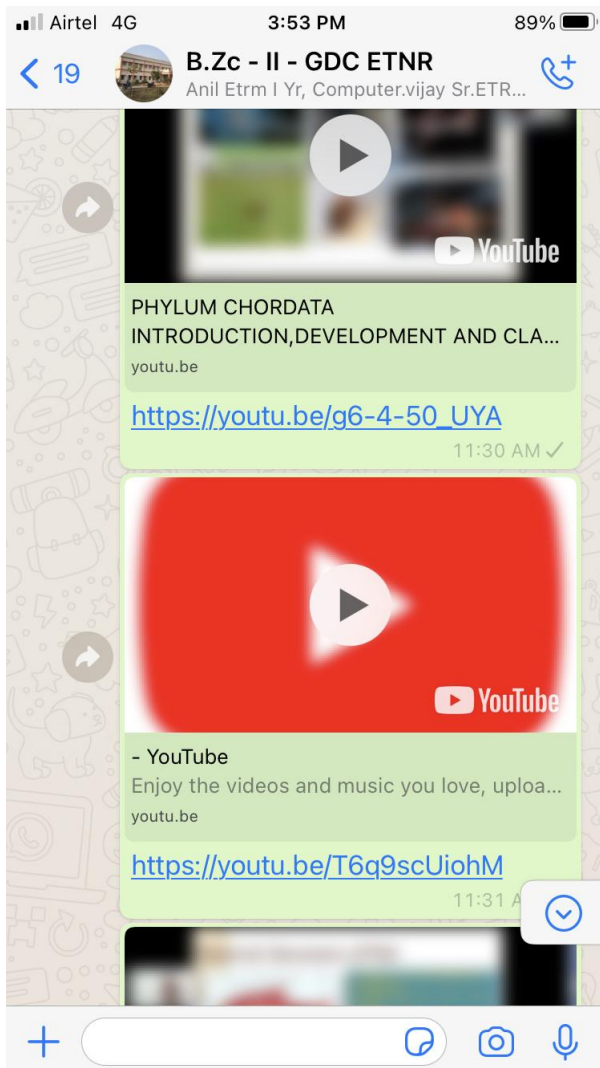 Airtel 4G 3:53 PM 89%
19 B.Zc - II - GDC ETNR
Anil Etrm I Yr, Computer.vijay Sr.ETR...
YouTube
PHYLUM CHORDATA
INTRODUCTION,DEVELOPMENT AND CLA...
youtu.be
https://youtu.be/g6-4-50_UYA
11:30 AM
YouTube
- YouTube
Enjoy the videos and music you love, uploa...
youtu.be
https://youtu.be/T6q9scUiohM
11:31